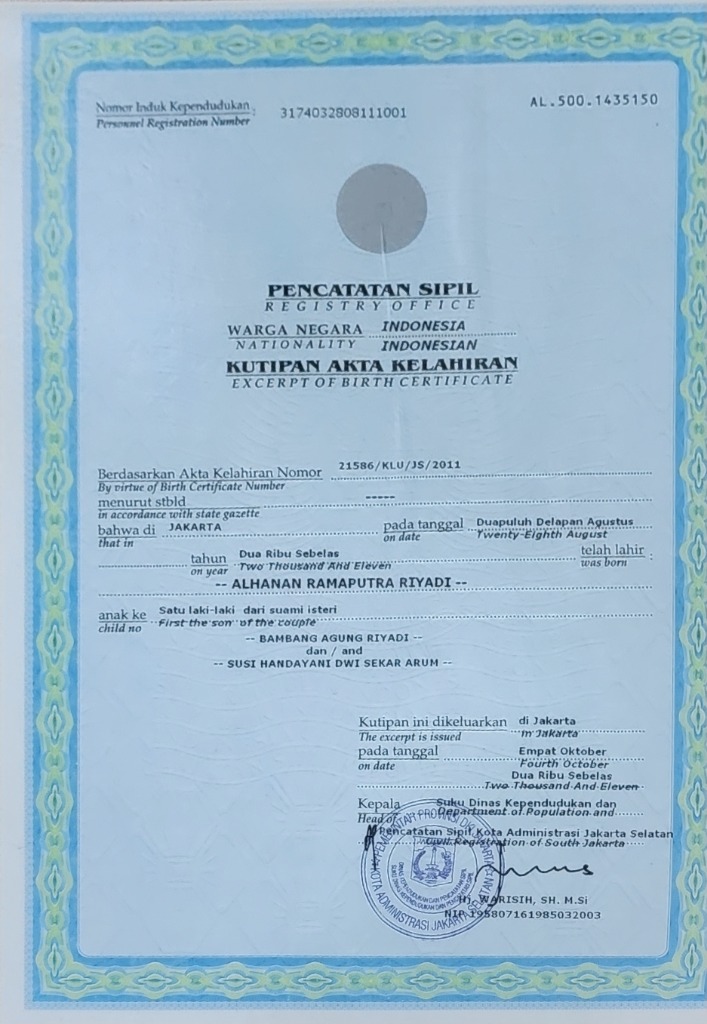 Nomor Induk Kependudukan : 3174032808111001
Personnel Registration Number
AL.500.1435150
PENCATATAN SIPIL
REGISTRY OFFICE
WARGA NEGARA INDONESIA
NATIONALITY INDONESIAN
KUTIPAN AKTA KELAHIRAN
EXCERPT OF BIRTH CERTIFICATE
Berdasarkan Akta Kelahiran Nomor 21586/KLU/JS/2011
By virtue of Birth Certificate Number
menurut stbld -----
in accordance with state gazette
bahwa di JAKARTA pada tanggal Duapuluh Delapan Agustus
that in on date Twenty-Eighth August
tahun Dua Ribu Sebelas telah lahir :
on year Two Thousand And Eleven was born
-- ALHANAN RAMAPUTRA RIYADI --
anak ke Satu laki-laki dari suami isteri
child no First the son of the couple
-- BAMBANG AGUNG RIYADI --
dan / and
-- SUSI HANDAYANI DWI SEKAR ARUM --
Kutipan ini dikeluarkan di Jakarta
The excerpt is issued in Jakarta
pada tanggal Empat Oktober
on date Fourth October
Dua Ribu Sebelas
Two Thousand And Eleven
Kepala Suku Dinas Kependudukan dan
Head of Department of Population and
Pencatatan Sipil Kota Administrasi Jakarta Selatan
Civil Registration of South Jakarta
PEMERINTAH PROVINSI DKI JAKARTA
KOTA ADMINISTRASI JAKARTA SELATAN
Hj. WARISIH, SH. M.Si
NIP 195807161985032003